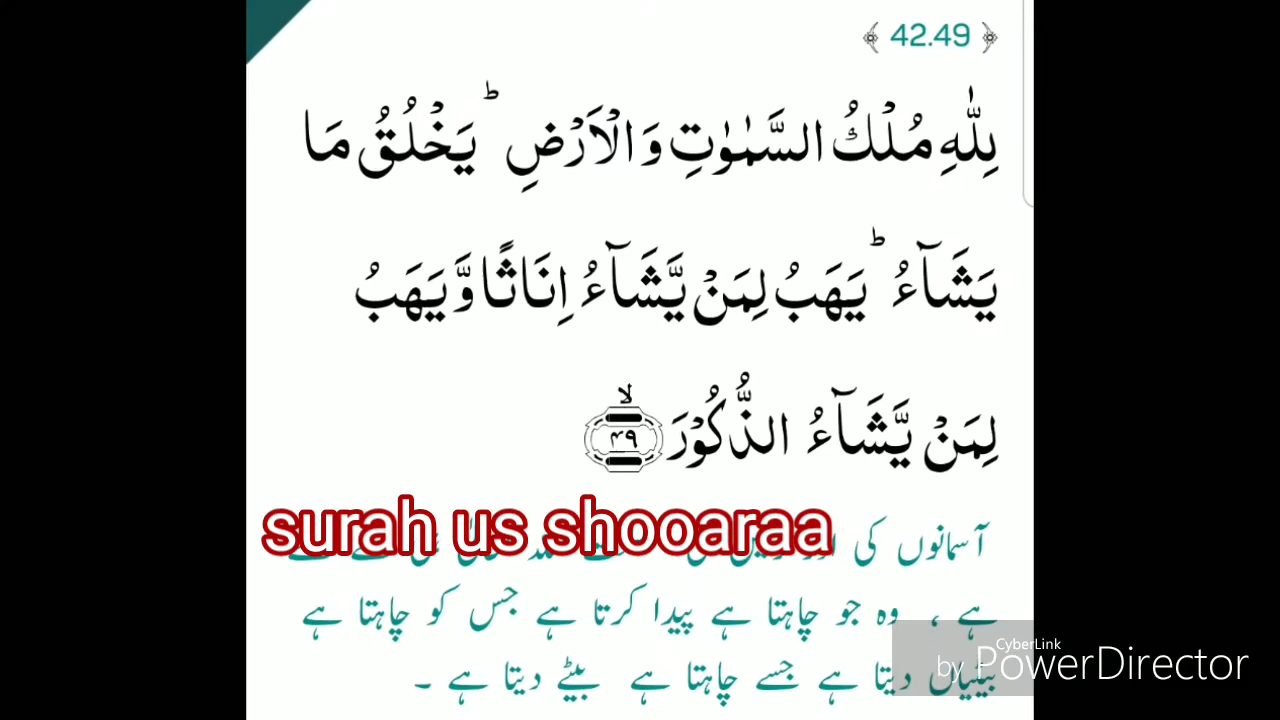 42.49
لِلّٰهِ مُلْكُ السَّمٰوٰتِ وَالْاَرْضِ ؕ يَخْلُقُ مَا
يَشَآءُ ؕ يَهَبُ لِمَنْ يَّشَآءُ اِنَاثًا وَّيَهَبُ
لِمَنْ يَّشَآءُ الذُّكُوْرَ ۙ‏﴿۴۹﴾
surah us shooaraa
آسمانوں کی
ہے ، وہ جو چاہتا ہے پیدا کرتا ہے جس کو چاہتا ہے
بیٹیاں دیتا ہے جسے چاہتا ہے بیٹے دیتا ہے ۔
CyberLink
by PowerDirector